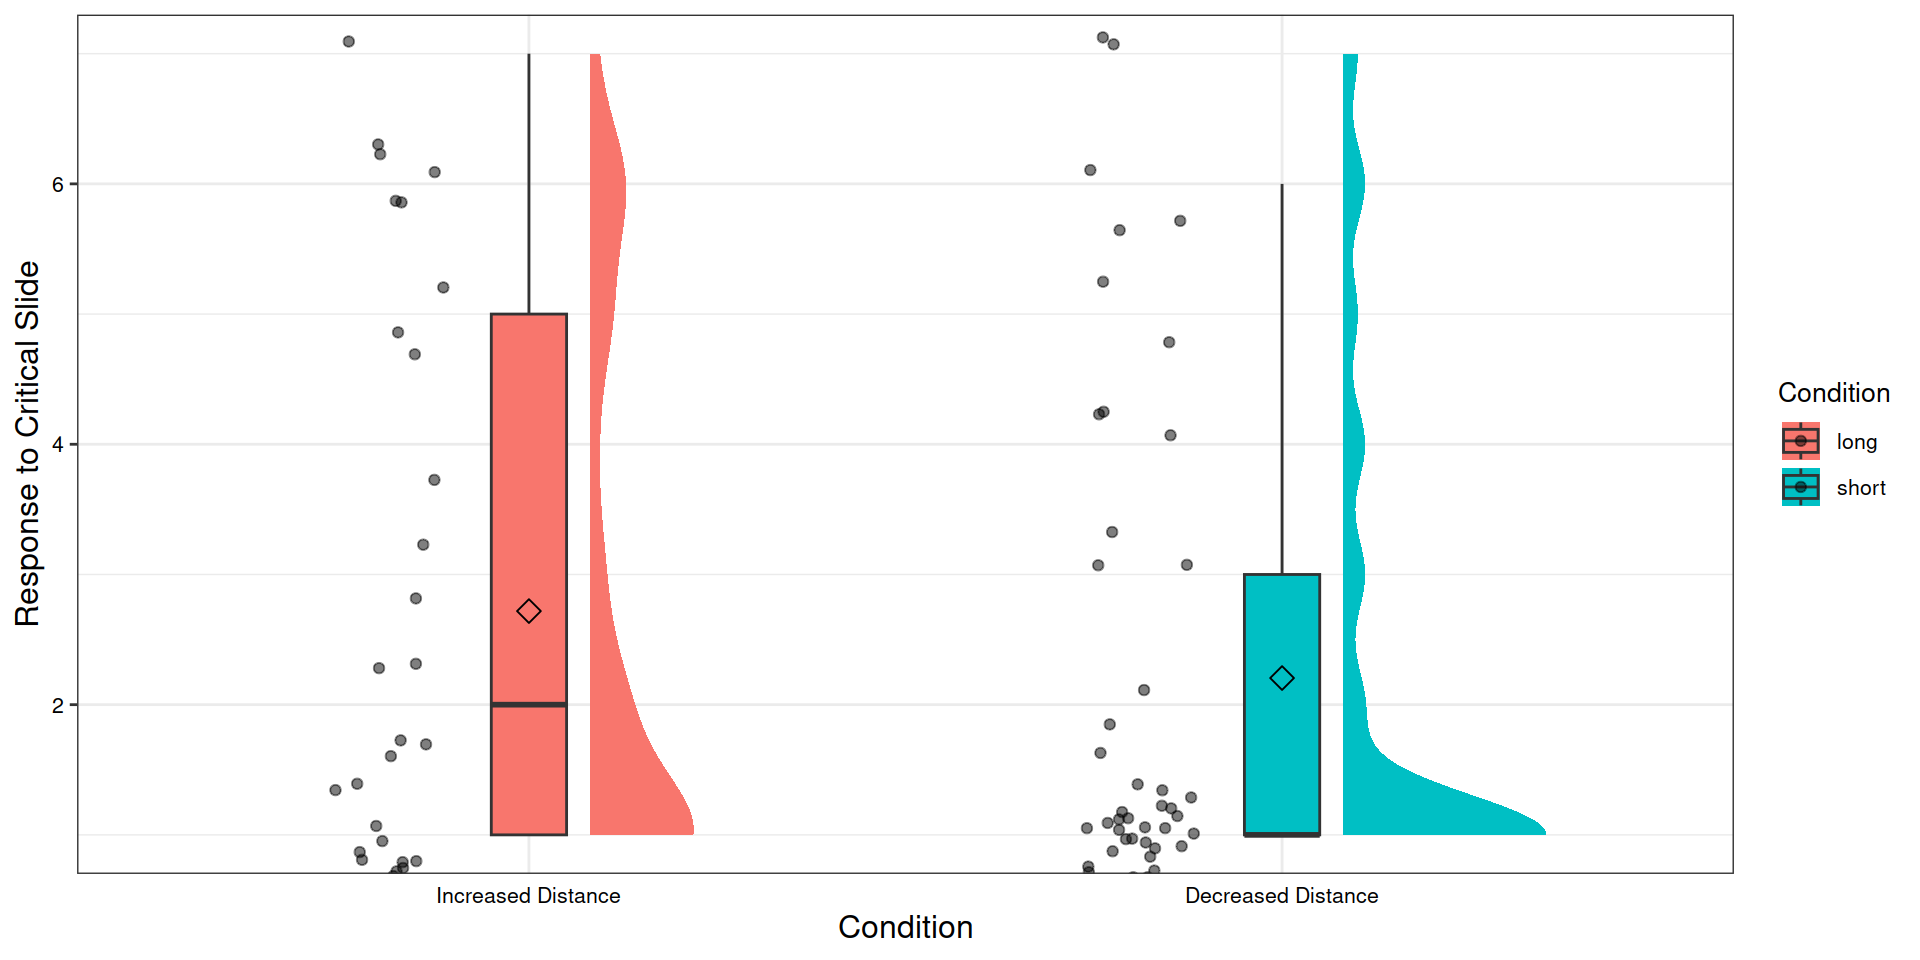 Response to Critical Slide
6
4
2
Increased Distance
Decreased Distance
Condition
Condition
long
short